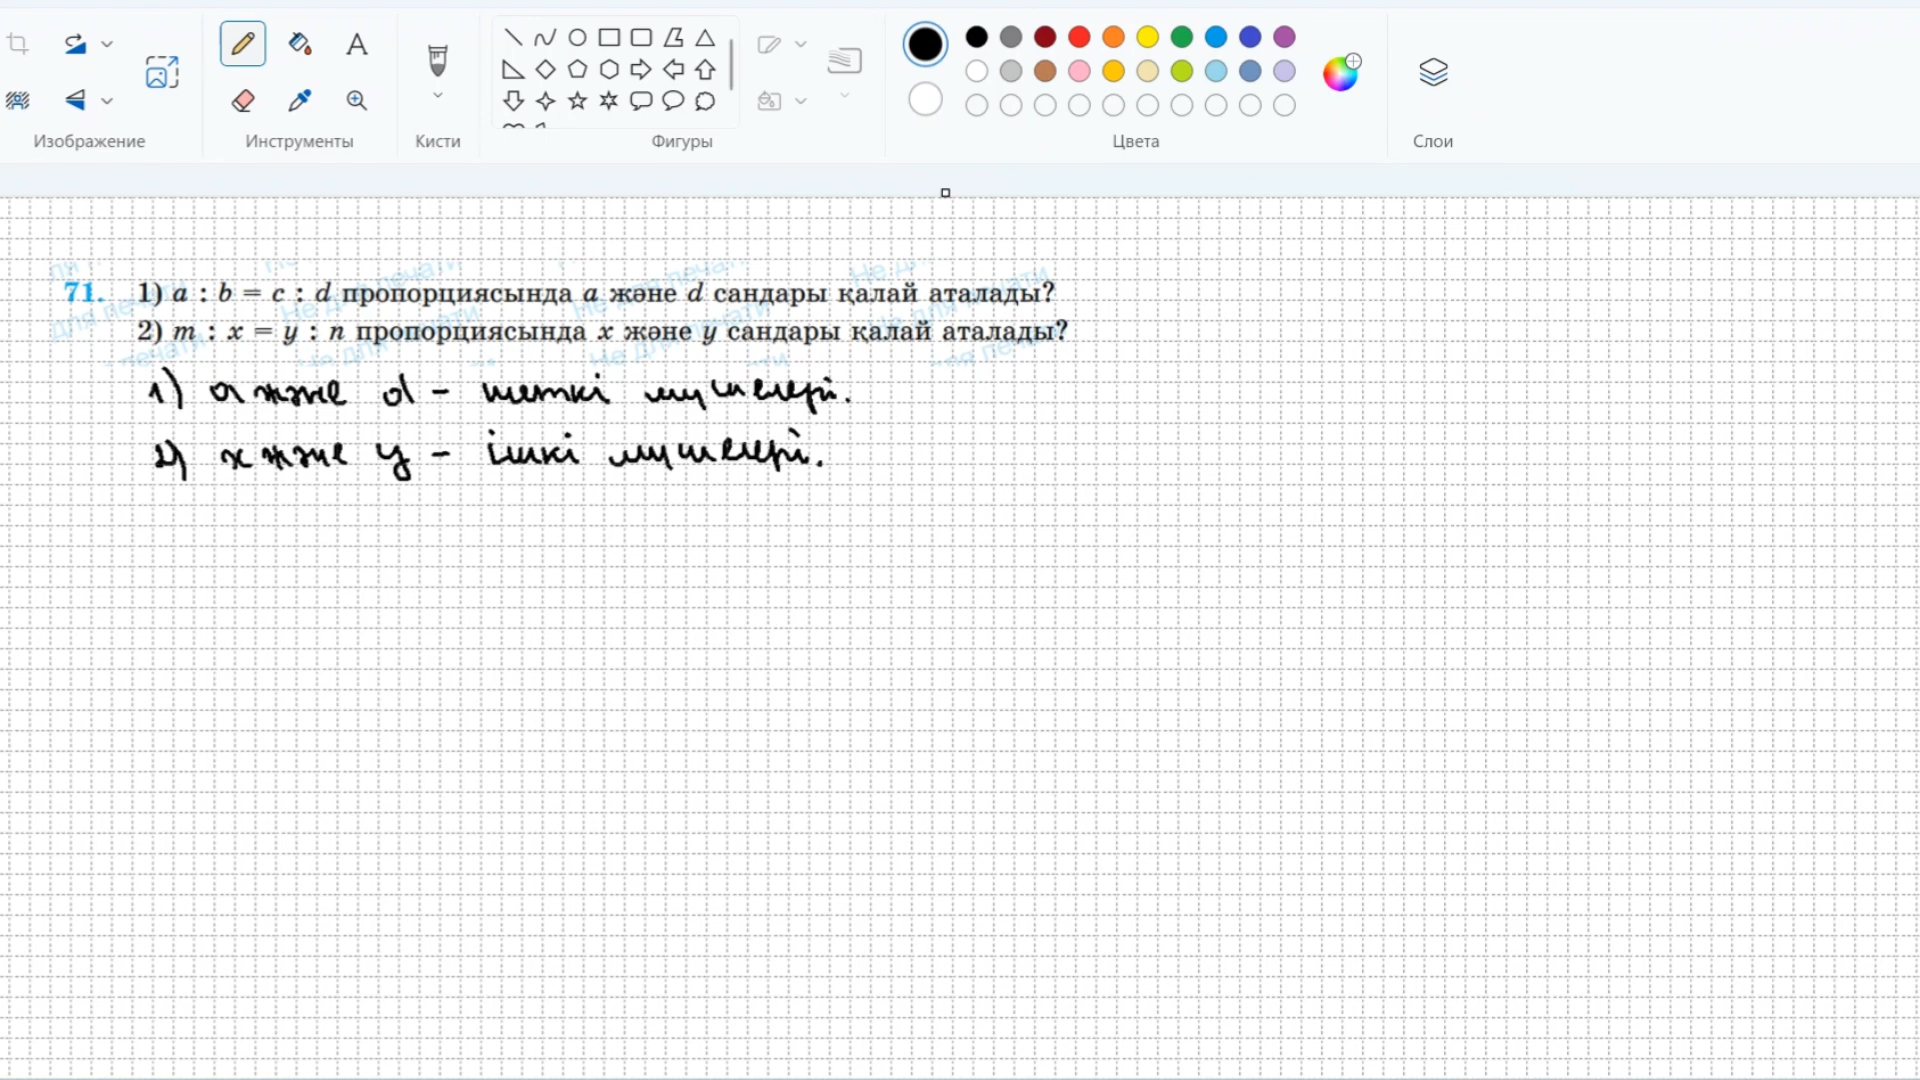 Изображение
Инструменты
Кисти
Фигуры
Цвета
Слои
71. 1) a : b = c : d пропорциясында a және d сандары қалай аталады?
2) m : x = y : n пропорциясында x және y сандары қалай аталады?
1) а және d - шеткі мүшелері.
2) х және у - ішкі мүшелері.